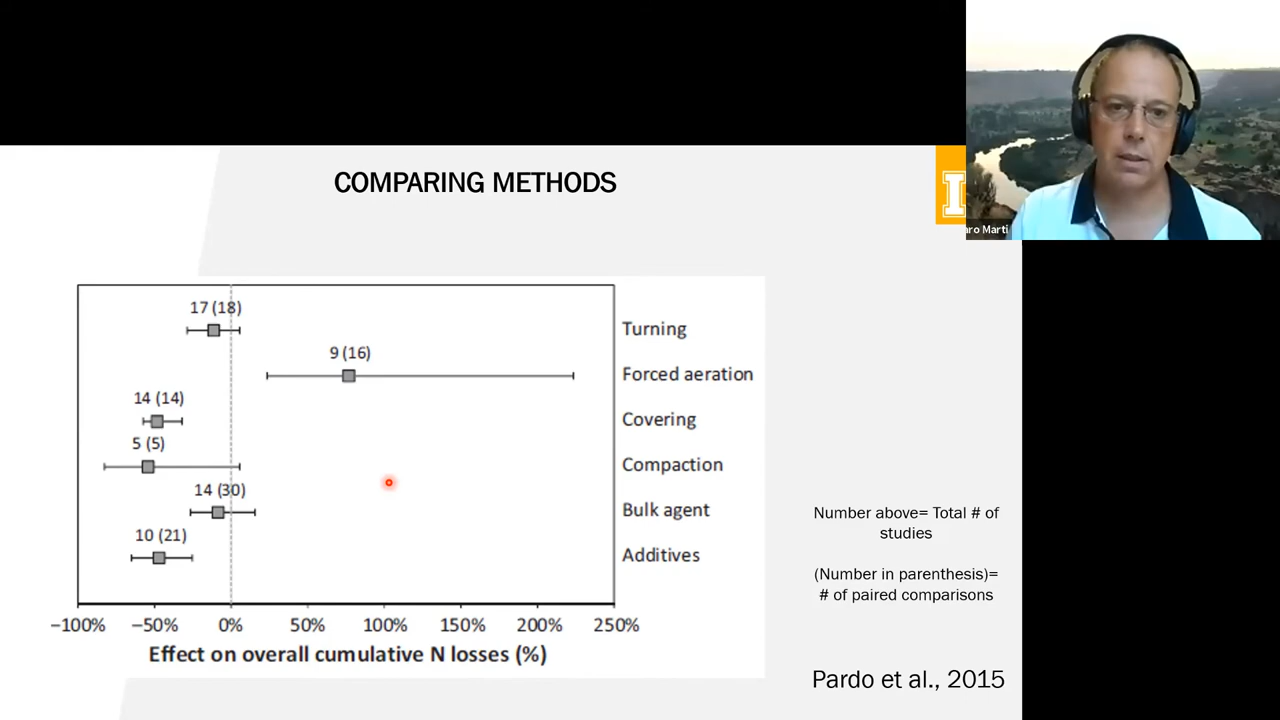 COMPARING METHODS
I
aro Marti
17 (18)
Turning
9 (16)
Forced aeration
14 (14)
Covering
5 (5)
Compaction
14 (30)
Bulk agent
10 (21)
Additives
−100% −50% 0% 50% 100% 150% 200% 250%
Effect on overall cumulative N losses (%)
Number above= Total # of
studies
(Number in parenthesis)=
# of paired comparisons
Pardo et al., 2015